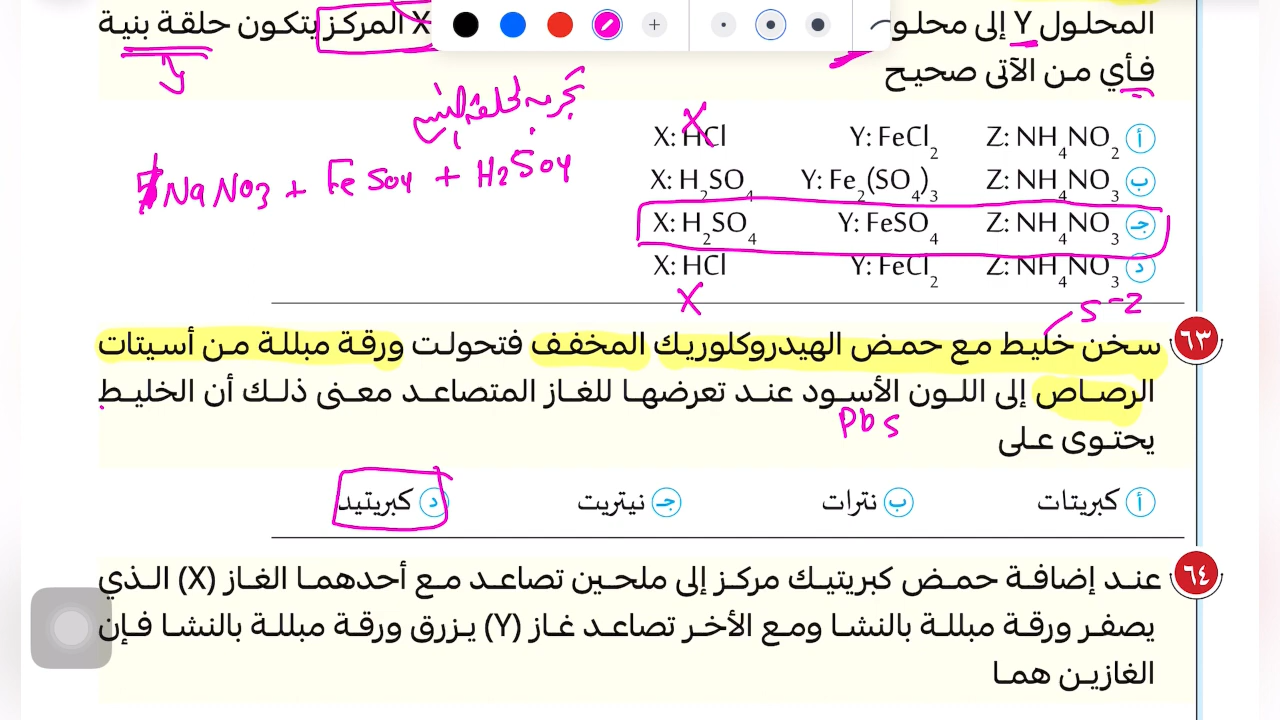 المحلول Y إلى محلو X المركز يتكون حلقة بنية
فأي من الآتى صحيح
تجربة الحلقة البنية
أ Z: NH4NO2 Y: FeCl2 X: HCl
ب Z: NH4NO3 Y: Fe2(SO4)3 X: H2SO4
NaNO3 + FeSO4 + H2SO4
جـ Z: NH4NO3 Y: FeSO4 X: H2SO4
د Z: NH4NO3 Y: FeCl2 X: HCl
S-2
٦٣ سخن خليط مع حمض الهيدروكلوريك المخفف فتحولت ورقة مبللة من أسيتات
الرصاص إلى اللون الأسود عند تعرضها للغاز المتصاعد معنى ذلك أن الخليط
PbS
يحتوى على
أ كبريتات ب نترات جـ نيتريت د كبريتيد
٦٤ عند إضافة حمض كبريتيك مركز إلى ملحين تصاعد مع أحدهما الغاز (X) الذي
يصفر ورقة مبللة بالنشا ومع الأخر تصاعد غاز (Y) يزرق ورقة مبللة بالنشا فإن
الغازين هما